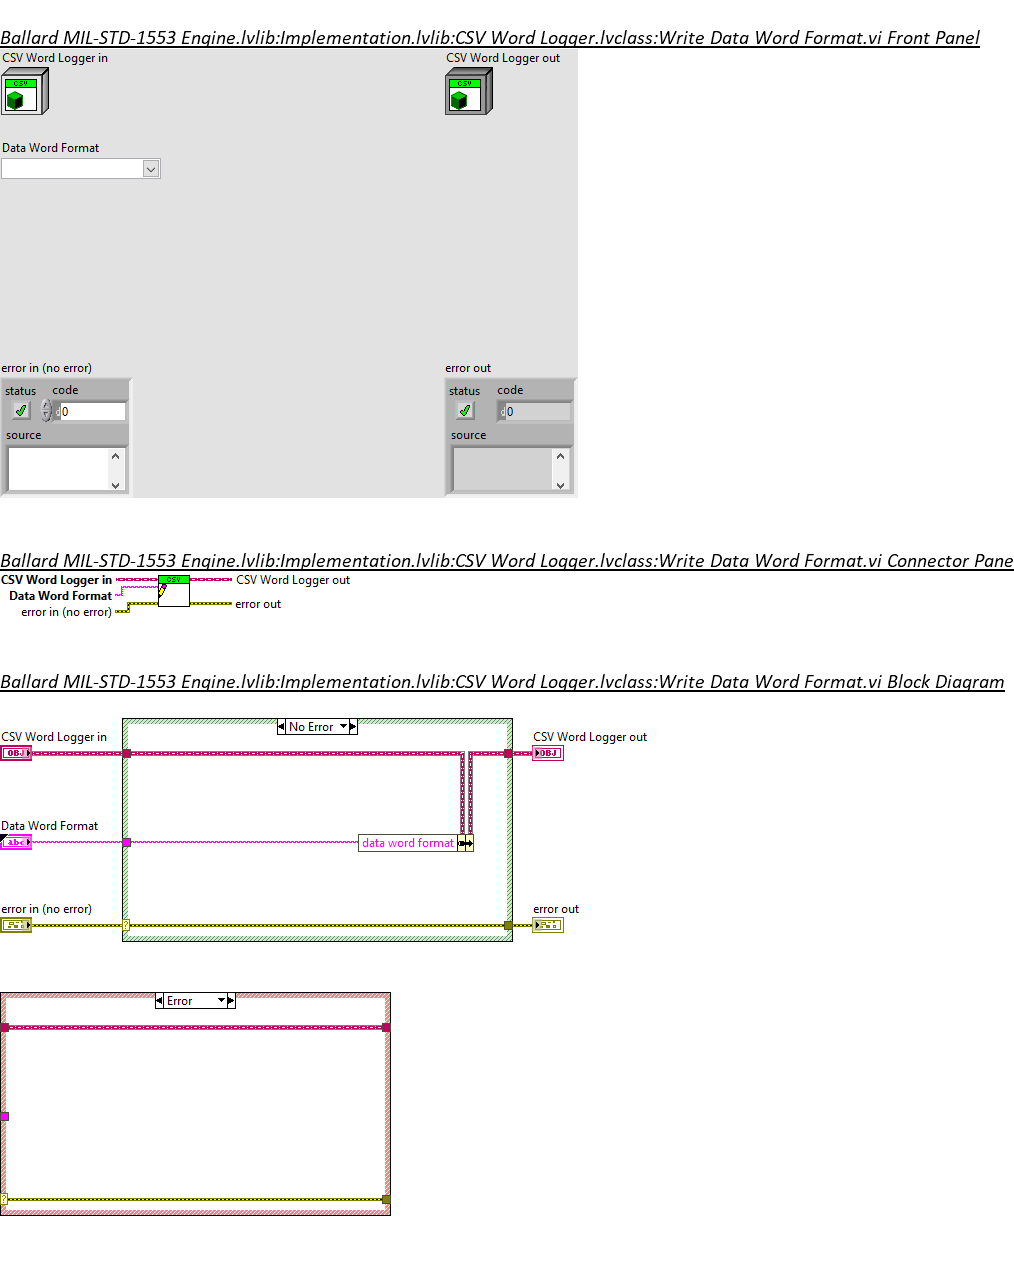 Ballard MIL-STD-1553 Engine.lvlib:Implementation.lvlib:CSV Word Logger.lvclass:Write Data Word Format.vi Front Panel
CSV Word Logger in
CSV Word Logger out
CSV
CSV
Data Word Format
error in (no error)
error out
status code
status code
d 0
d 0
source
source
Ballard MIL-STD-1553 Engine.lvlib:Implementation.lvlib:CSV Word Logger.lvclass:Write Data Word Format.vi Connector Pane
CSV Word Logger in
CSV
CSV Word Logger out
Data Word Format
error in (no error)
error out
Ballard MIL-STD-1553 Engine.lvlib:Implementation.lvlib:CSV Word Logger.lvclass:Write Data Word Format.vi Block Diagram
No Error
CSV Word Logger in
CSV Word Logger out
OBJ
OBJ
Data Word Format
abc
data word format
error in (no error)
error out
?
Error
?